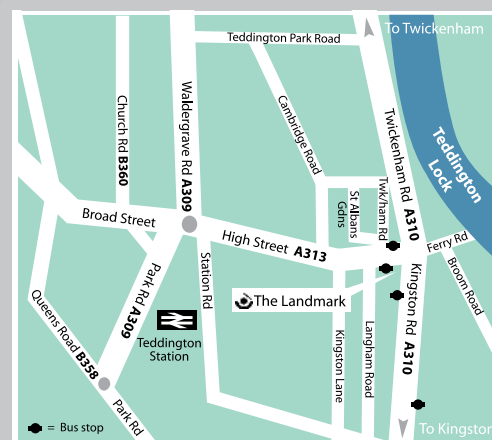 To Twickenham
Teddington Park Road
Church Rd B360
Waldergrave Rd A309
Cambridge Road
Twickenham Rd A310
Teddington
Lock
St Albans
Gdns
Twk/ham Rd
Broad Street
High Street A313
Ferry Rd
Broom Road
Station Rd
Park Rd A309
Kingston Rd A310
The Landmark
Teddington
Station
Queens Road B358
Kingston Lane
Langham Road
Park Rd
= Bus stop
To Kingston